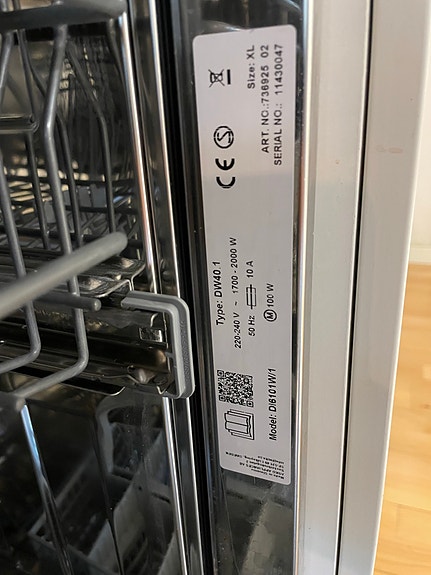 Size: XL
ART. NO.:736925 02
SERIAL NO.: 11430047
CE S
Type: DW40.1
220-240 V ~ 1700 - 2000 W
50 Hz 10 A
M 100 W
Model: DI6101W/1